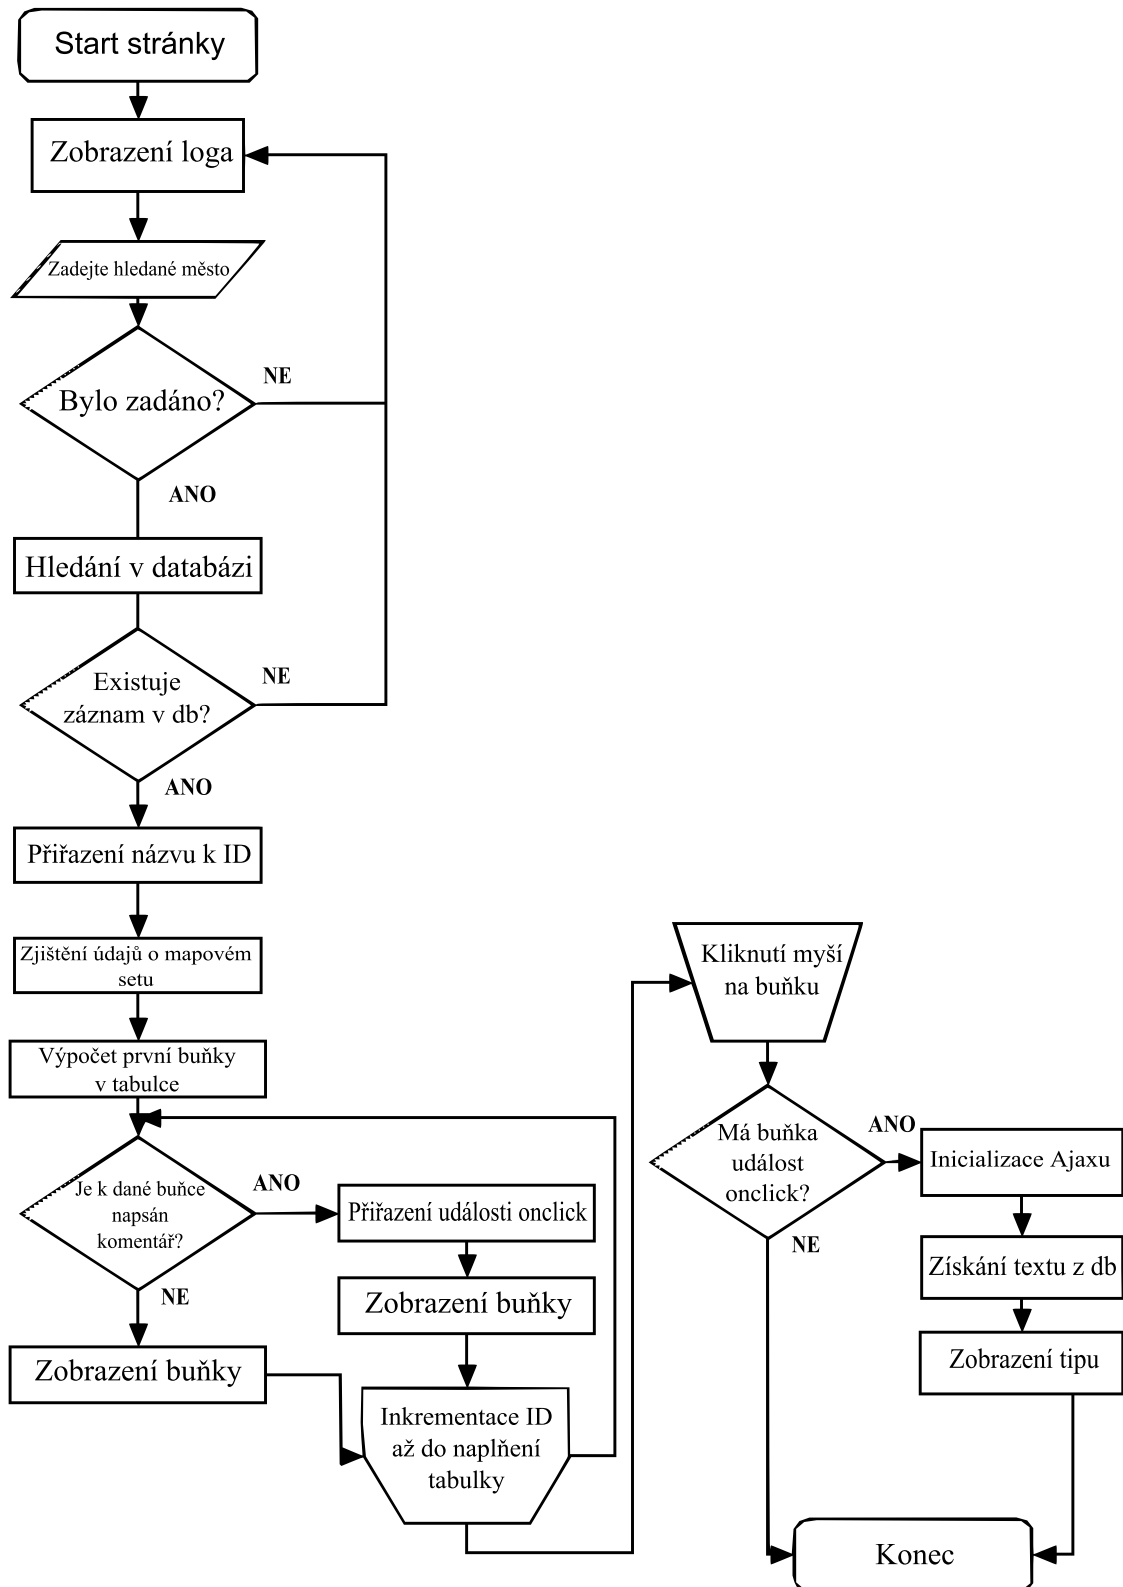 Start stránky
Zobrazení loga
Zadejte hledané město
Bylo zadáno?
NE
ANO
Hledání v databázi
Existuje
záznam v db?
NE
ANO
Přiřazení názvu k ID
Zjištění údajů o mapovém
setu
Výpočet první buňky
v tabulce
Je k dané buňce
napsán
komentář?
ANO
NE
Přiřazení události onclick
Zobrazení buňky
Zobrazení buňky
Inkrementace ID
až do naplňení
tabulky
Kliknutí myší
na buňku
Má buňka
událost
onclick?
ANO
NE
Inicializace Ajaxu
Získání textu z db
Zobrazení tipu
Konec